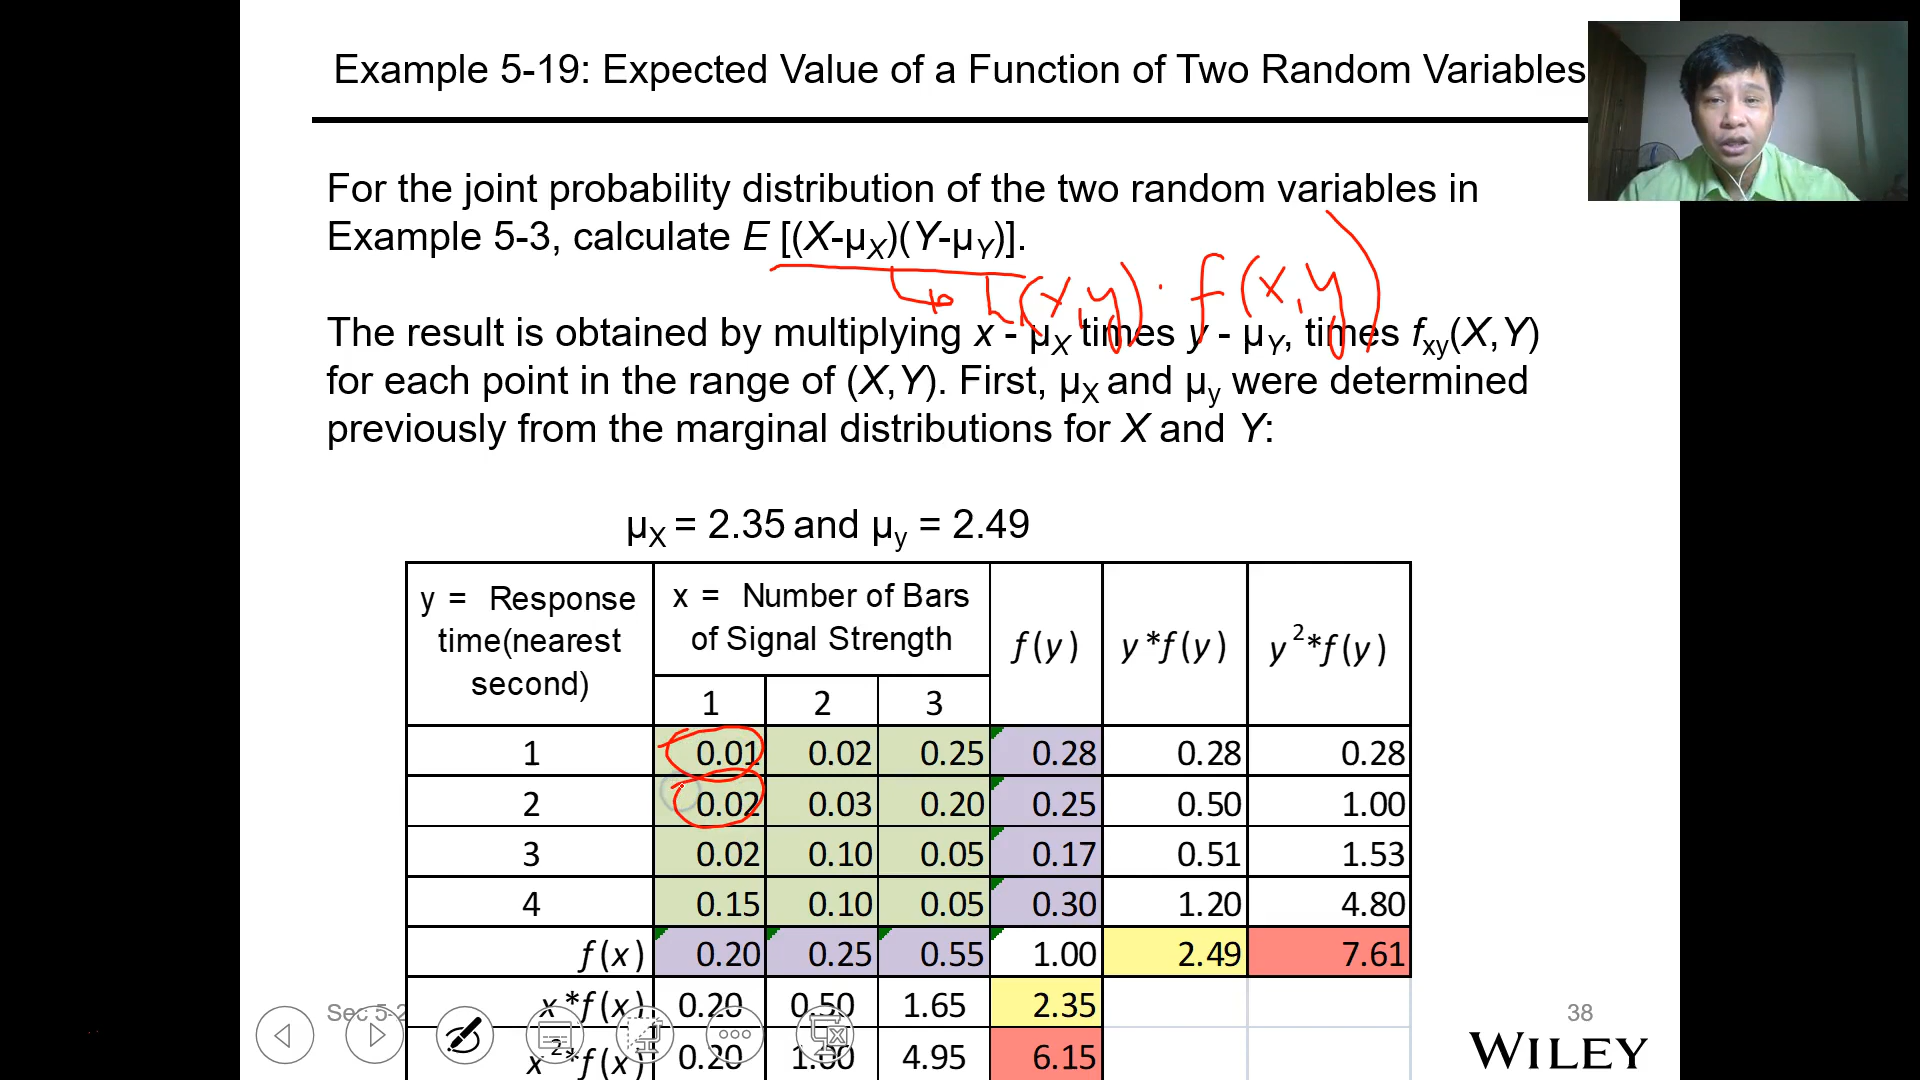 Example 5-19: Expected Value of a Function of Two Random Variables
For the joint probability distribution of the two random variables in
Example 5-3, calculate E [(X-μX)(Y-μY)].
h(x,y) · f(x,y)
The result is obtained by multiplying x - μX times y - μY, times fxy(X,Y)
for each point in the range of (X,Y). First, μX and μy were determined
previously from the marginal distributions for X and Y:
μX = 2.35 and μy = 2.49
y = Response time(nearest second) x = Number of Bars of Signal Strength f(y) y*f(y) y²*f(y)
1 2 3
1 0.01 0.02 0.25 0.28 0.28 0.28
2 0.02 0.03 0.20 0.25 0.50 1.00
3 0.02 0.10 0.05 0.17 0.51 1.53
4 0.15 0.10 0.05 0.30 1.20 4.80
f(x) 0.20 0.25 0.55 1.00 2.49 7.61
x*f(x) 0.20 0.50 1.65 2.35
x²*f(x) 0.20 1.00 4.95 6.15
Sec 5-2
38
WILEY